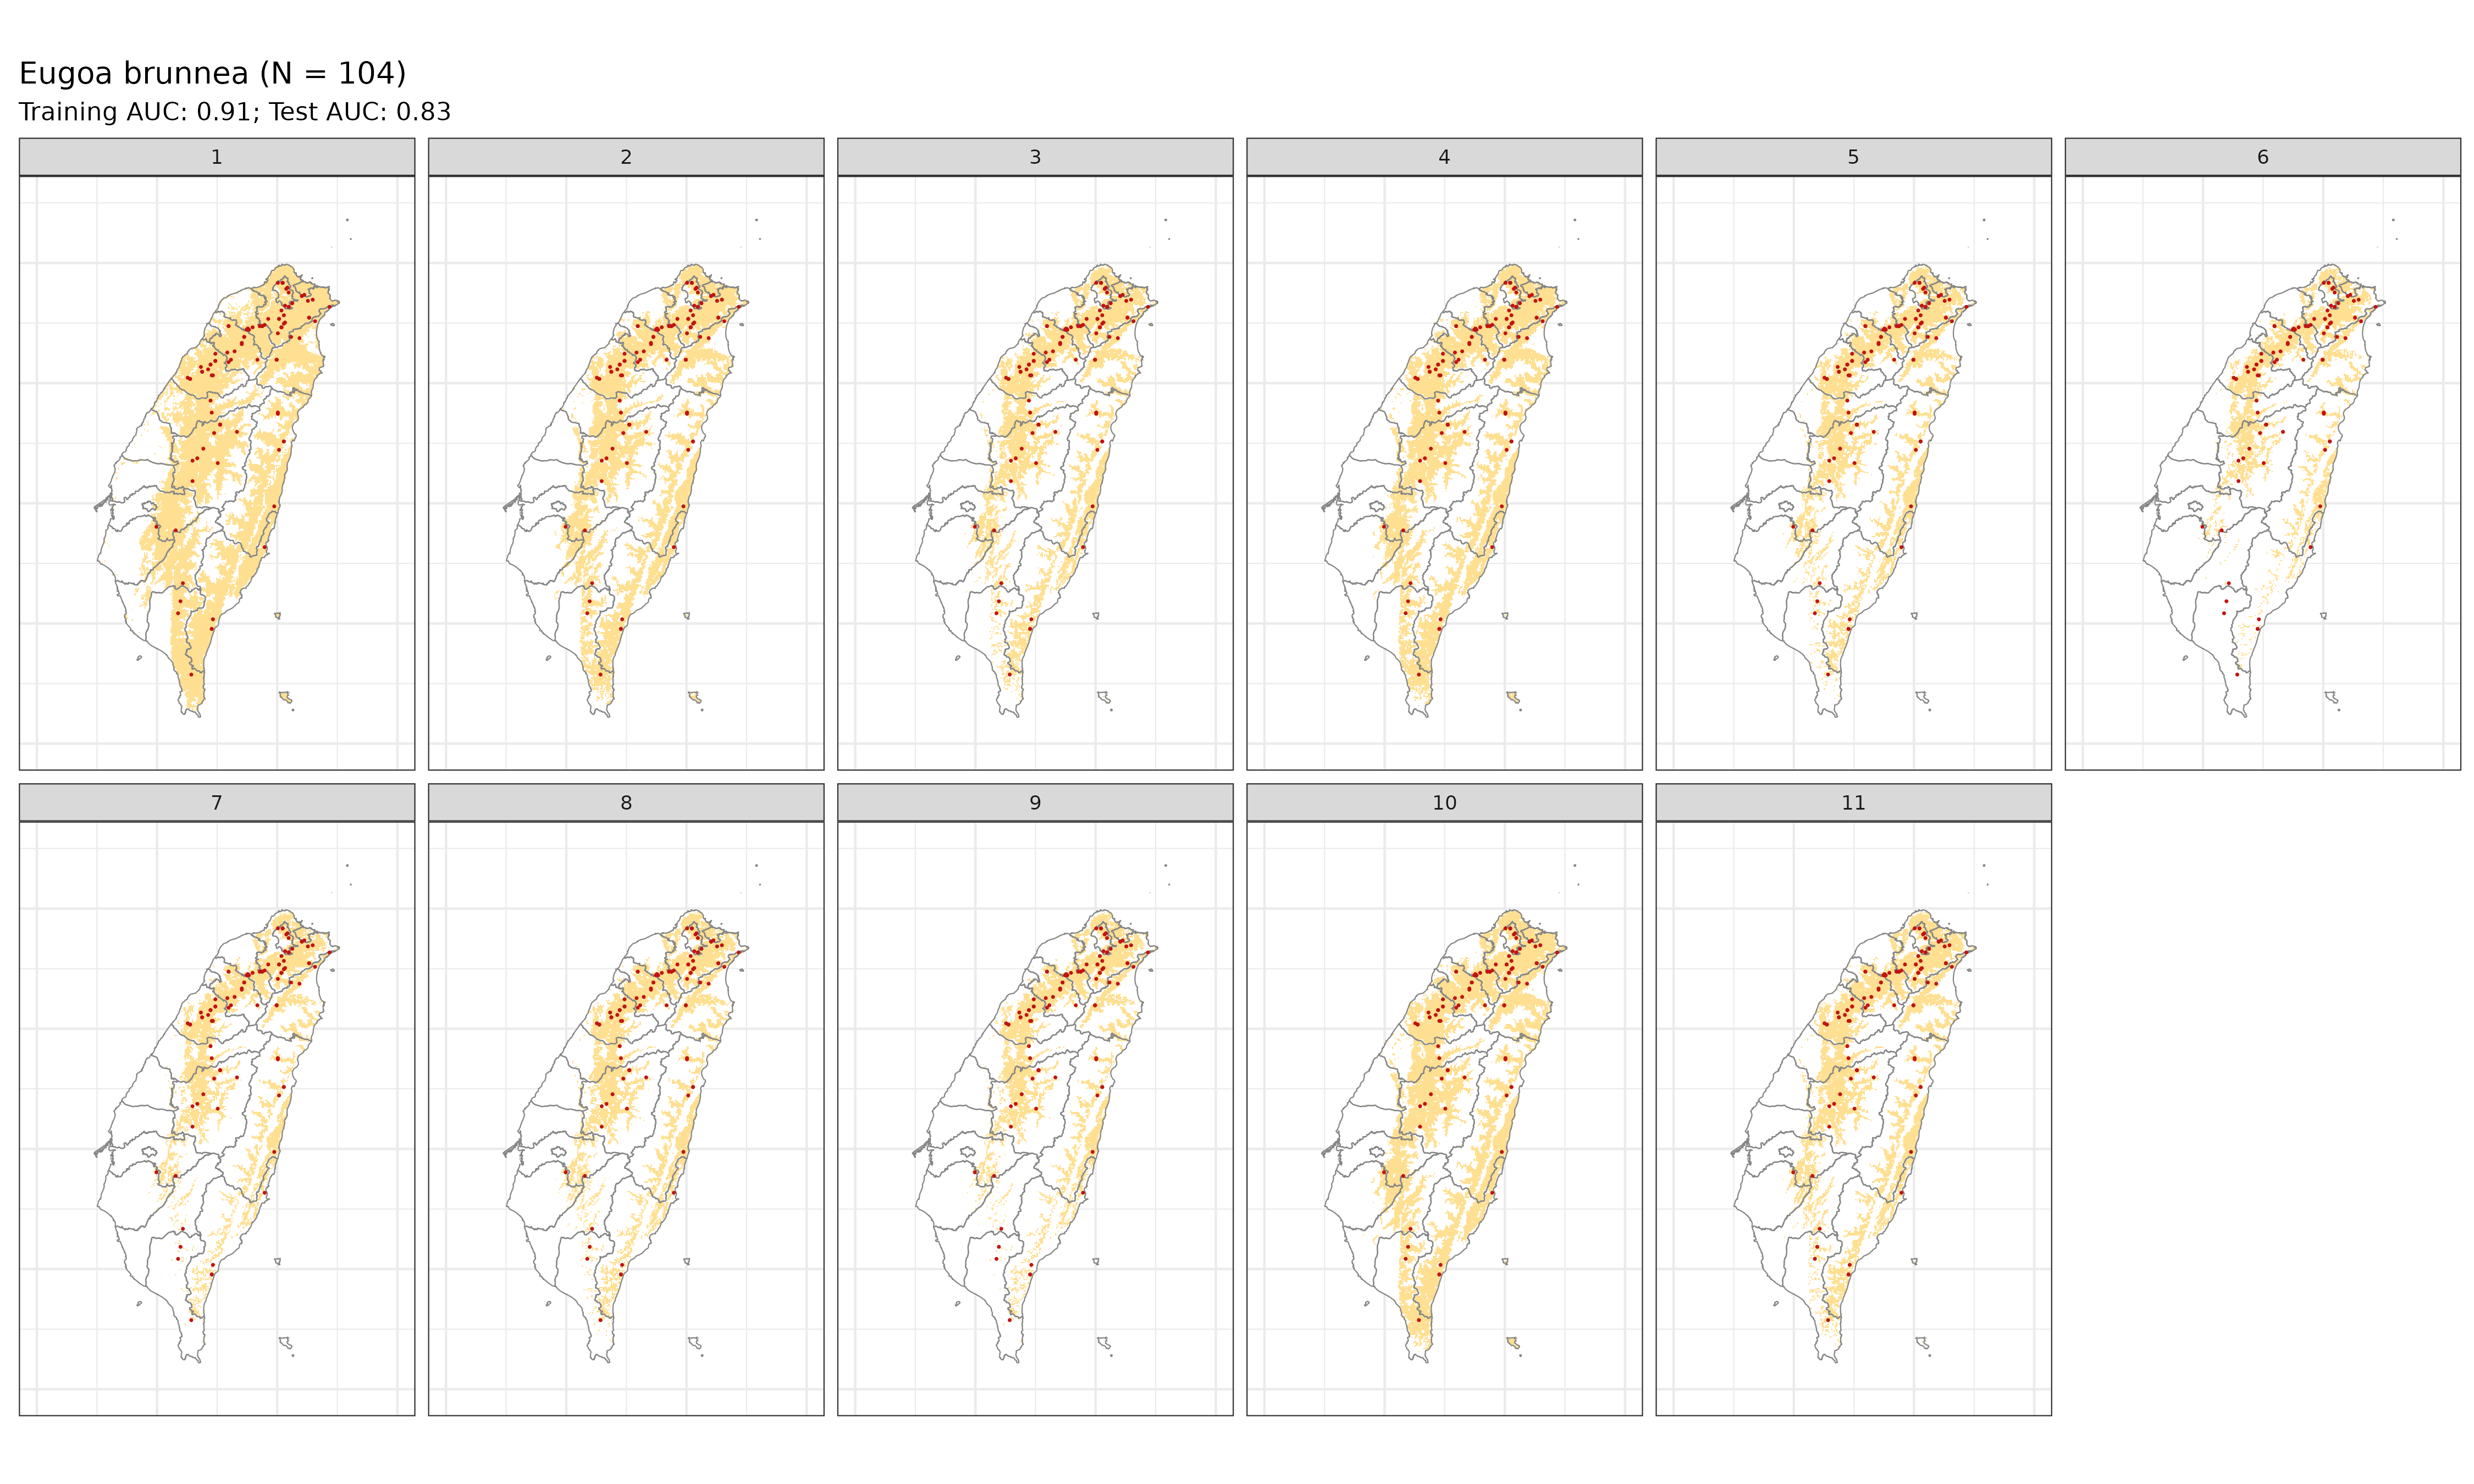 Eugoa brunnea (N = 104)
Training AUC: 0.91; Test AUC: 0.83
1 2 3 4 5 6
7 8 9 10 11